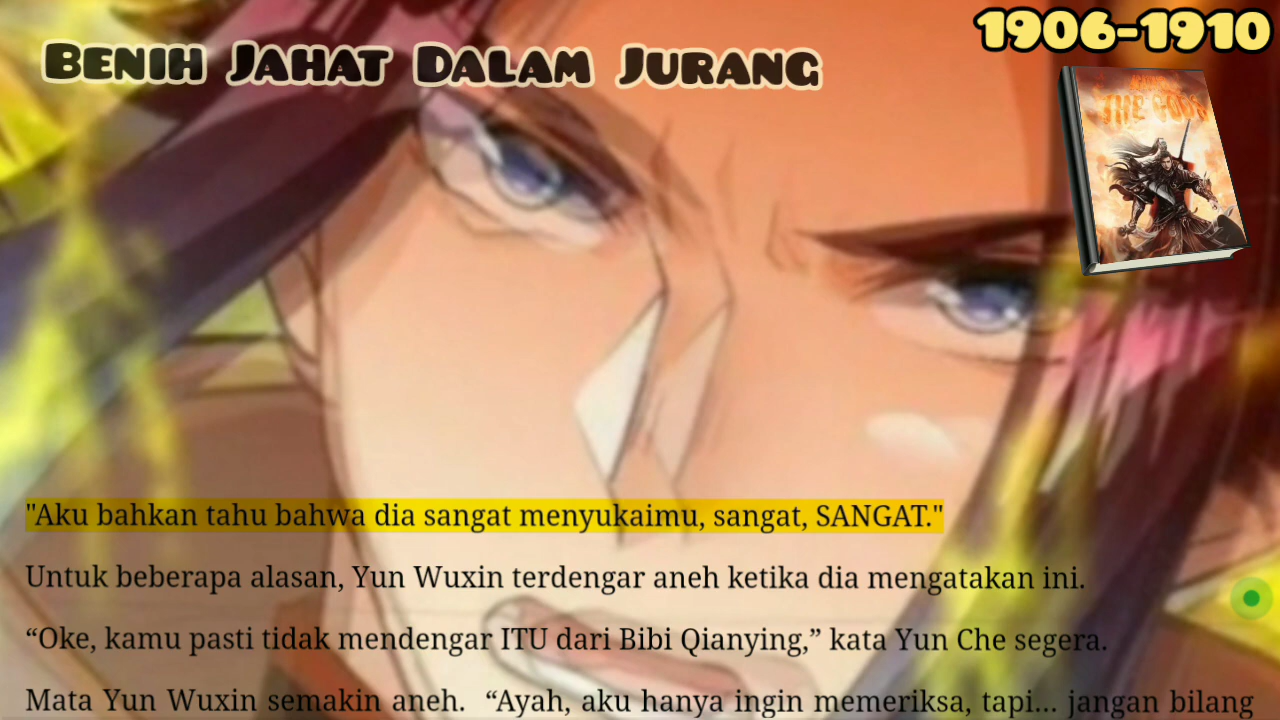 1906-1910
BENIH JAHAT DALAM JURANG
THE GODS
"Aku bahkan tahu bahwa dia sangat menyukaimu, sangat, SANGAT."
Untuk beberapa alasan, Yun Wuxin terdengar aneh ketika dia mengatakan ini.
“Oke, kamu pasti tidak mendengar ITU dari Bibi Qianying,” kata Yun Che segera.
Mata Yun Wuxin semakin aneh. “Ayah, aku hanya ingin memeriksa, tapi... jangan bilang